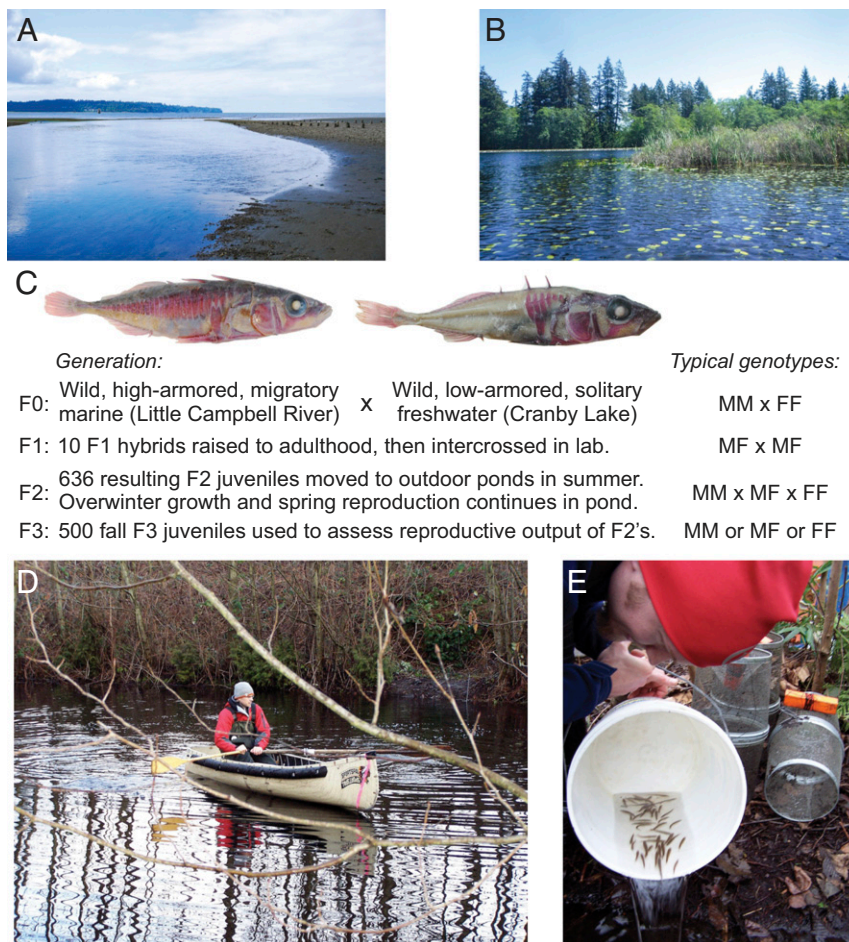 A
B
C
Generation:
Typical genotypes:
F0: Wild, high-armored, migratory marine (Little Campbell River) x Wild, low-armored, solitary freshwater (Cranby Lake) MM x FF
F1: 10 F1 hybrids raised to adulthood, then intercrossed in lab. MF x MF
F2: 636 resulting F2 juveniles moved to outdoor ponds in summer.
Overwinter growth and spring reproduction continues in pond. MM x MF x FF
F3: 500 fall F3 juveniles used to assess reproductive output of F2's. MM or MF or FF
D
E